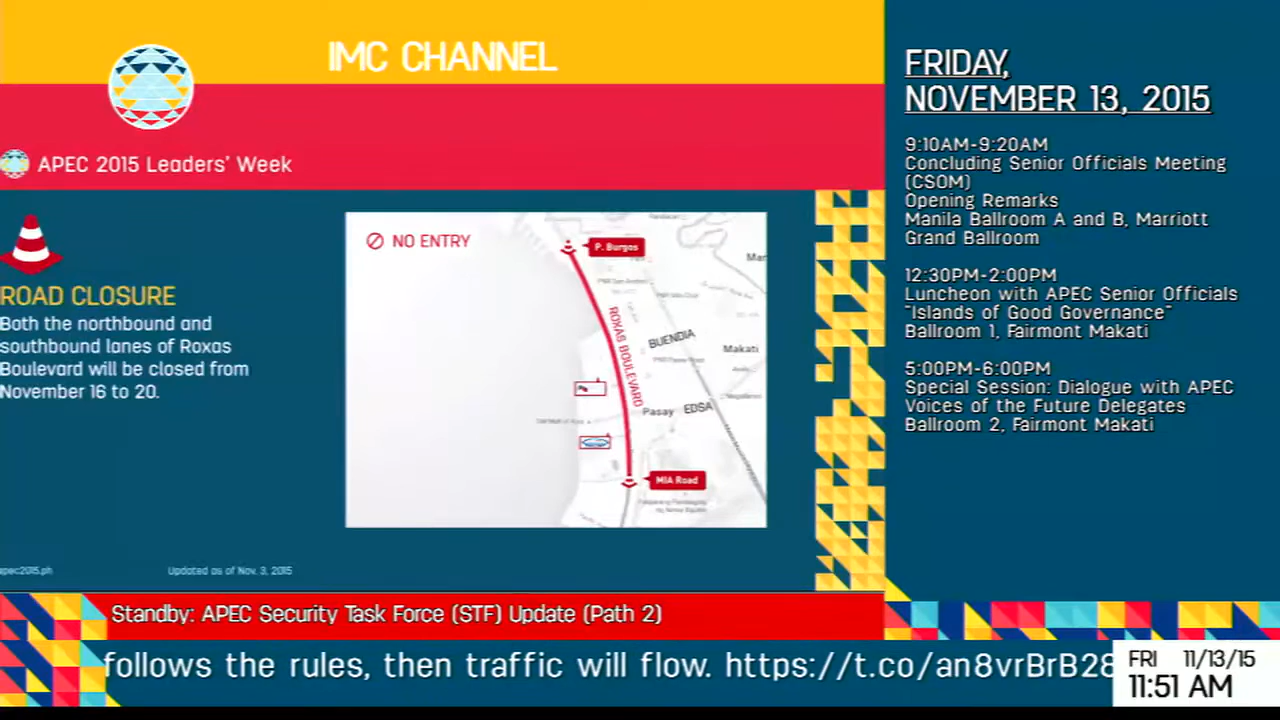 IMC CHANNEL
APEC 2015 Leaders' Week
ROAD CLOSURE
Both the northbound and
southbound lanes of Roxas
Boulevard will be closed from
November 16 to 20.
apec2015.ph
Updated as of Nov. 3, 2015
NO ENTRY
P. Burgos
ROXAS BOULEVARD
BUENDIA
Makati
Pasay
EDSA
MIA Road
FRIDAY,
NOVEMBER 13, 2015
9:10AM-9:20AM
Concluding Senior Officials Meeting
(CSOM)
Opening Remarks
Manila Ballroom A and B, Marriott
Grand Ballroom
12:30PM-2:00PM
Luncheon with APEC Senior Officials
"Islands of Good Governance"
Ballroom 1, Fairmont Makati
5:00PM-6:00PM
Special Session: Dialogue with APEC
Voices of the Future Delegates
Ballroom 2, Fairmont Makati
Standby: APEC Security Task Force (STF) Update (Path 2)
follows the rules, then traffic will flow. https://t.co/an8vrBrB28
FRI 11/13/15
11:51 AM